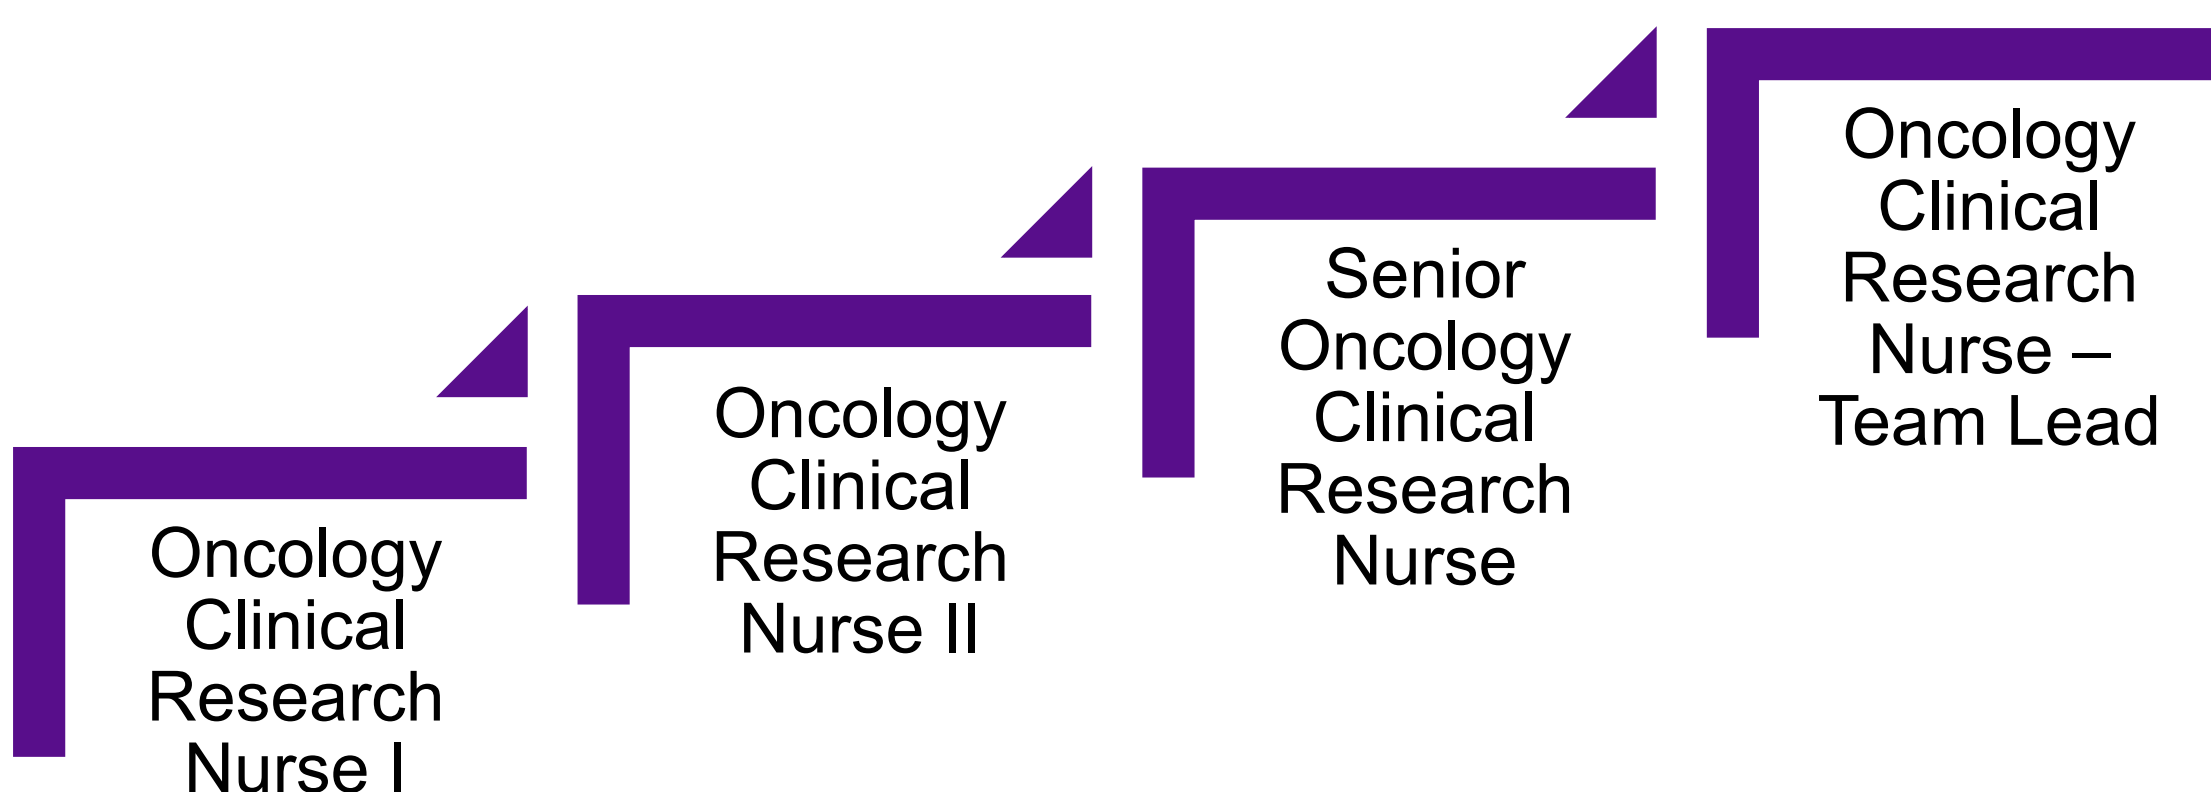 Oncology
Clinical
Research
Nurse I
Oncology
Clinical
Research
Nurse II
Senior
Oncology
Clinical
Research
Nurse
Oncology
Clinical
Research
Nurse –
Team Lead